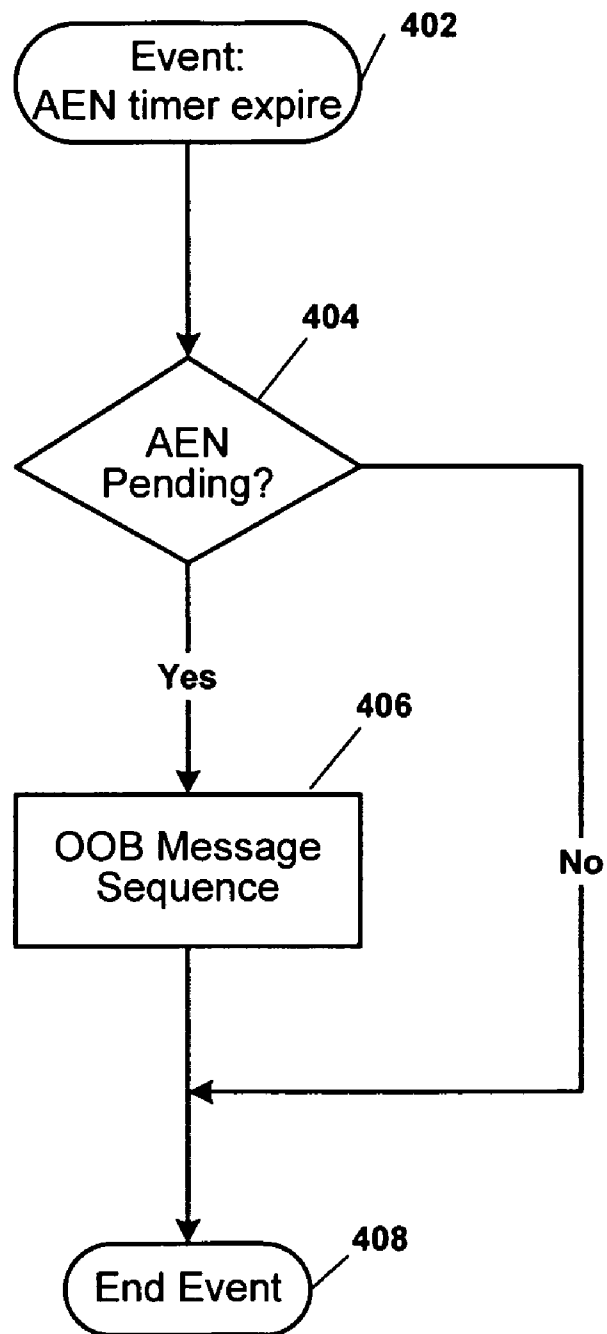 402
Event:
AEN timer expire
404
AEN
Pending?
Yes
406
OOB Message
Sequence
No
408
End Event